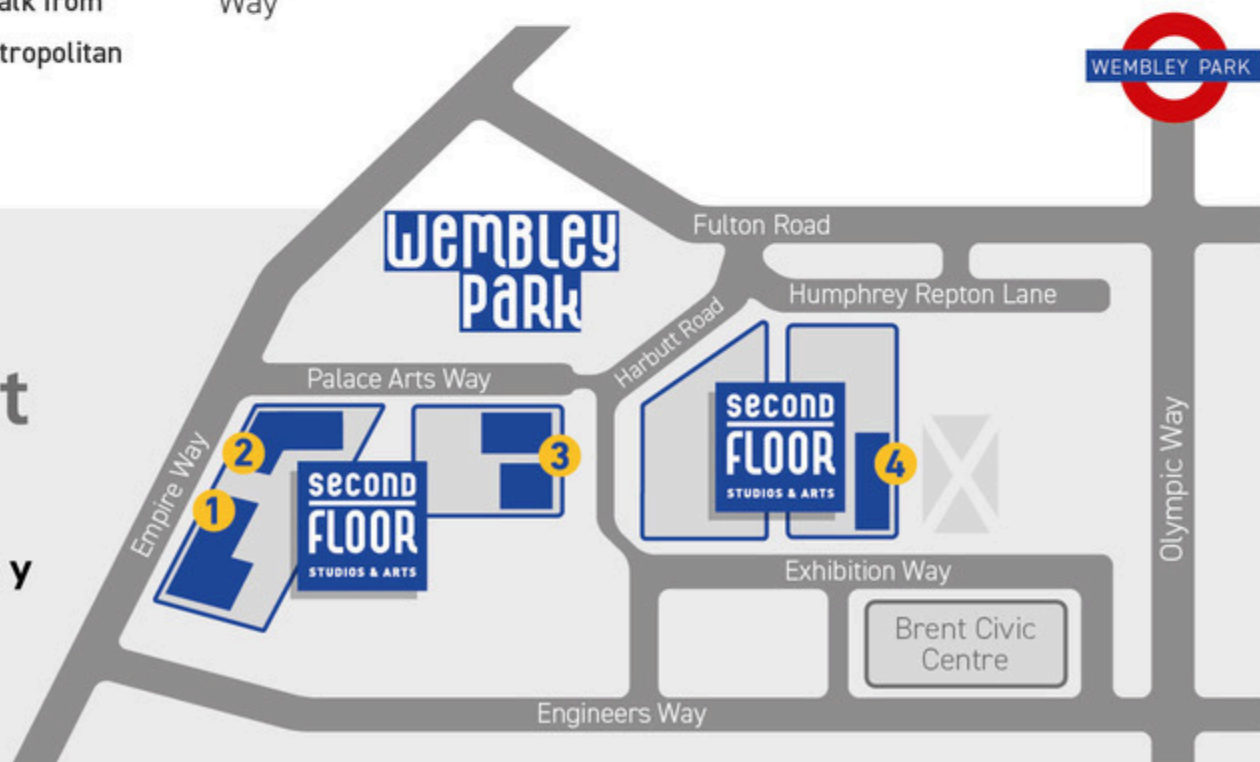 alk from
Way
tropolitan
WEMBLEY PARK
Wembley
Park
Fulton Road
Humphrey Repton Lane
Harbutt Road
Palace Arts Way
t
Empire Way
2
1
3
second
FLOOR
STUDIOS & ARTS
second
FLOOR
STUDIOS & ARTS
4
Olympic Way
y
Exhibition Way
Brent Civic
Centre
Engineers Way